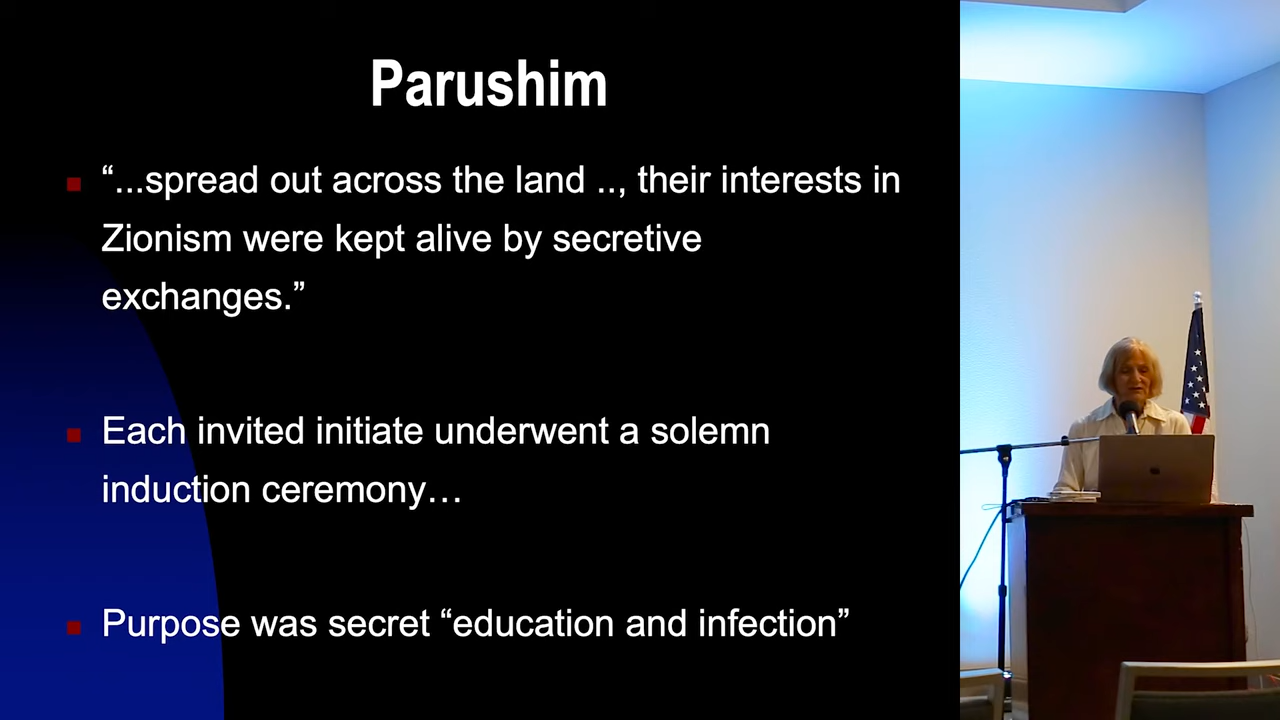 Parushim
“...spread out across the land .., their interests in
Zionism were kept alive by secretive
exchanges.”
Each invited initiate underwent a solemn
induction ceremony…
Purpose was secret “education and infection”